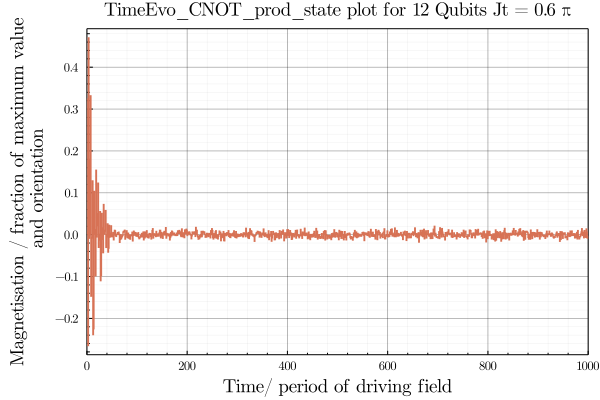 TimeEvo_CNOT_prod_state plot for 12 Qubits Jt = 0.6 π
Magnetisation / fraction of maximum value
and orientation
0.4
0.3
0.2
0.1
0.0
−0.1
−0.2
0 200 400 600 800 1000
Time/ period of driving field